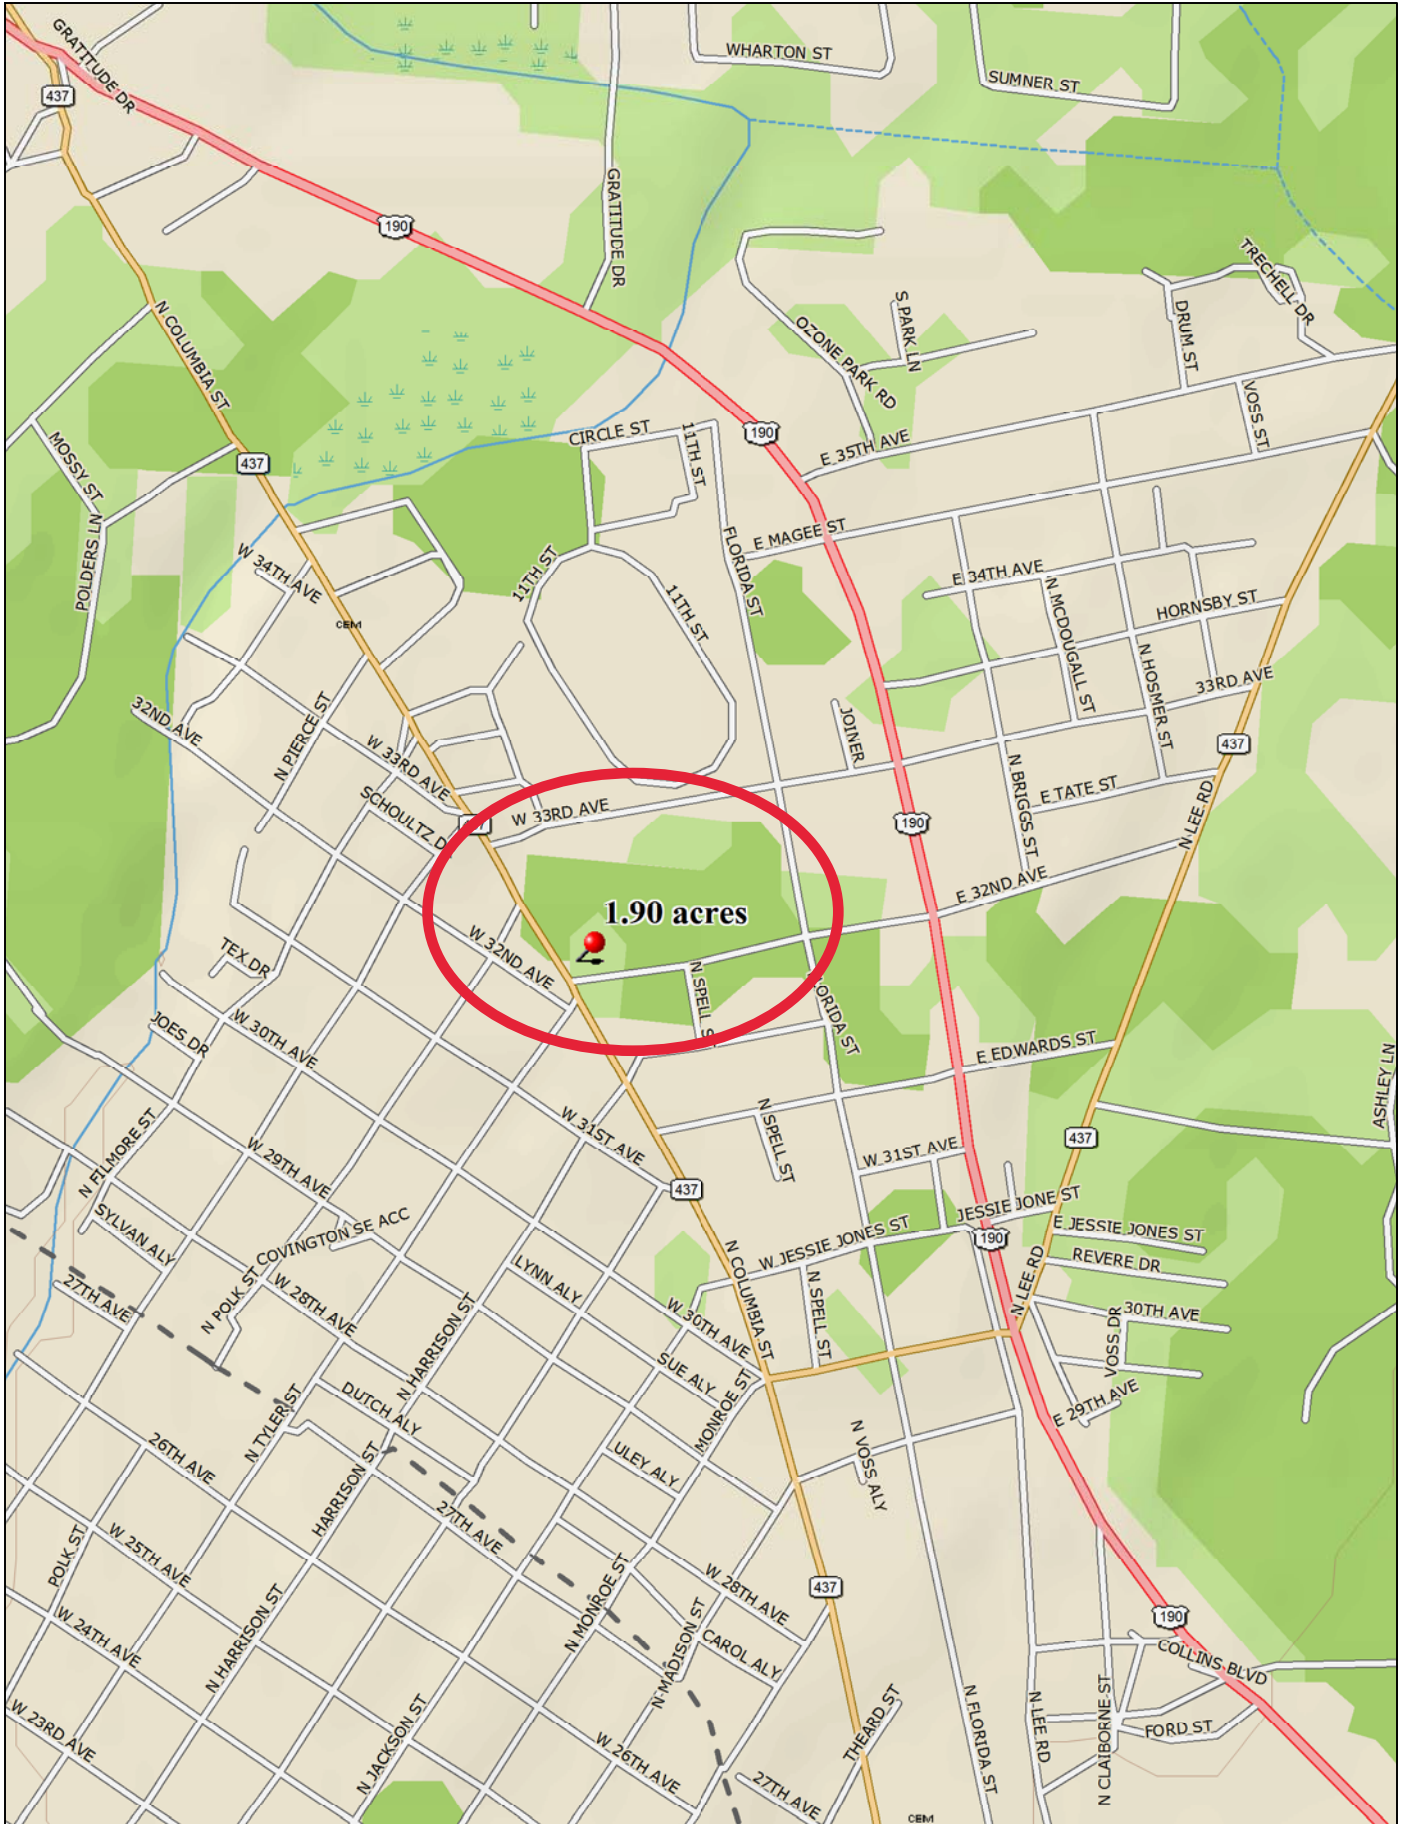 GRATITUDE DR
WHARTON ST
SUMNER ST
437
GRATITUDE DR
190
TRECHELL DR
N COLUMBIA ST
S PARK LN
DRUM ST
OZONE PARK RD
VOSS ST
CIRCLE ST
11TH ST
190
E 35TH AVE
MOSSY ST
437
POLDERS LN
FLORIDA ST
E MAGEE ST
W 34TH AVE
11TH ST
11TH ST
E 34TH AVE
N MCDOUGALL ST
HORNSBY ST
CEM
N HOSMER ST
33RD AVE
32ND AVE
N PIERCE ST
W 33RD AVE
JOINER
437
N BRIGGS ST
E TATE ST
N LEE RD
SCHOULTZ D
W 33RD AVE
190
E 32ND AVE
1.90 acres
W 32ND AVE
TEX DR
N SPELL S
ORIDA ST
JOES DR
W 30TH AVE
E EDWARDS ST
ASHLEY LN
N FILMORE ST
W 31ST AVE
N SPELL ST
437
W 29TH AVE
W 31ST AVE
437
SYLVAN ALY
COVINGTON SE ACC
JESSIE JONE ST
W JESSIE JONES ST
E JESSIE JONES ST
190
REVERE DR
27TH AVE
N POLK ST
W 28TH AVE
LYNN ALY
N COLUMBIA ST
N SPELL ST
N LEE RD
30TH AVE
VOSS DR
N HARRISON ST
W 30TH AVE
SUE ALY
MONROE ST
DUTCH ALY
E 29TH AVE
N TYLER ST
26TH AVE
HARRISON ST
ULEY ALY
N VOSS ALY
27TH AVE
POLK ST
W 25TH AVE
N MONROE ST
W 28TH AVE
437
190
W 24TH AVE
N HARRISON ST
N MADISON ST
CAROL ALY
COLLINS BLVD
W 23RD AVE
N JACKSON ST
W 26TH AVE
THEARD ST
N FLORIDA ST
N LEE RD
N CLAIBORNE ST
FORD ST
27TH AVE
CEM